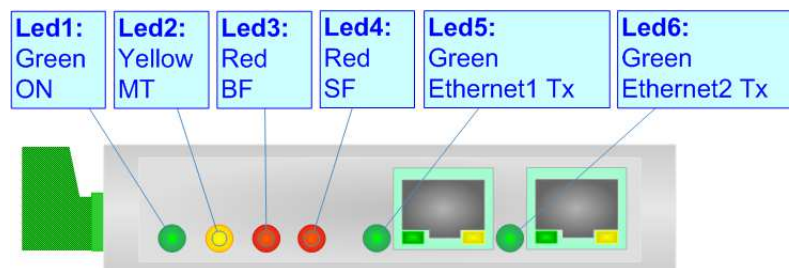 Led1:
Green
ON
Led2:
Yellow
MT
Led3:
Red
BF
Led4:
Red
SF
Led5:
Green
Ethernet1 Tx
Led6:
Green
Ethernet2 Tx